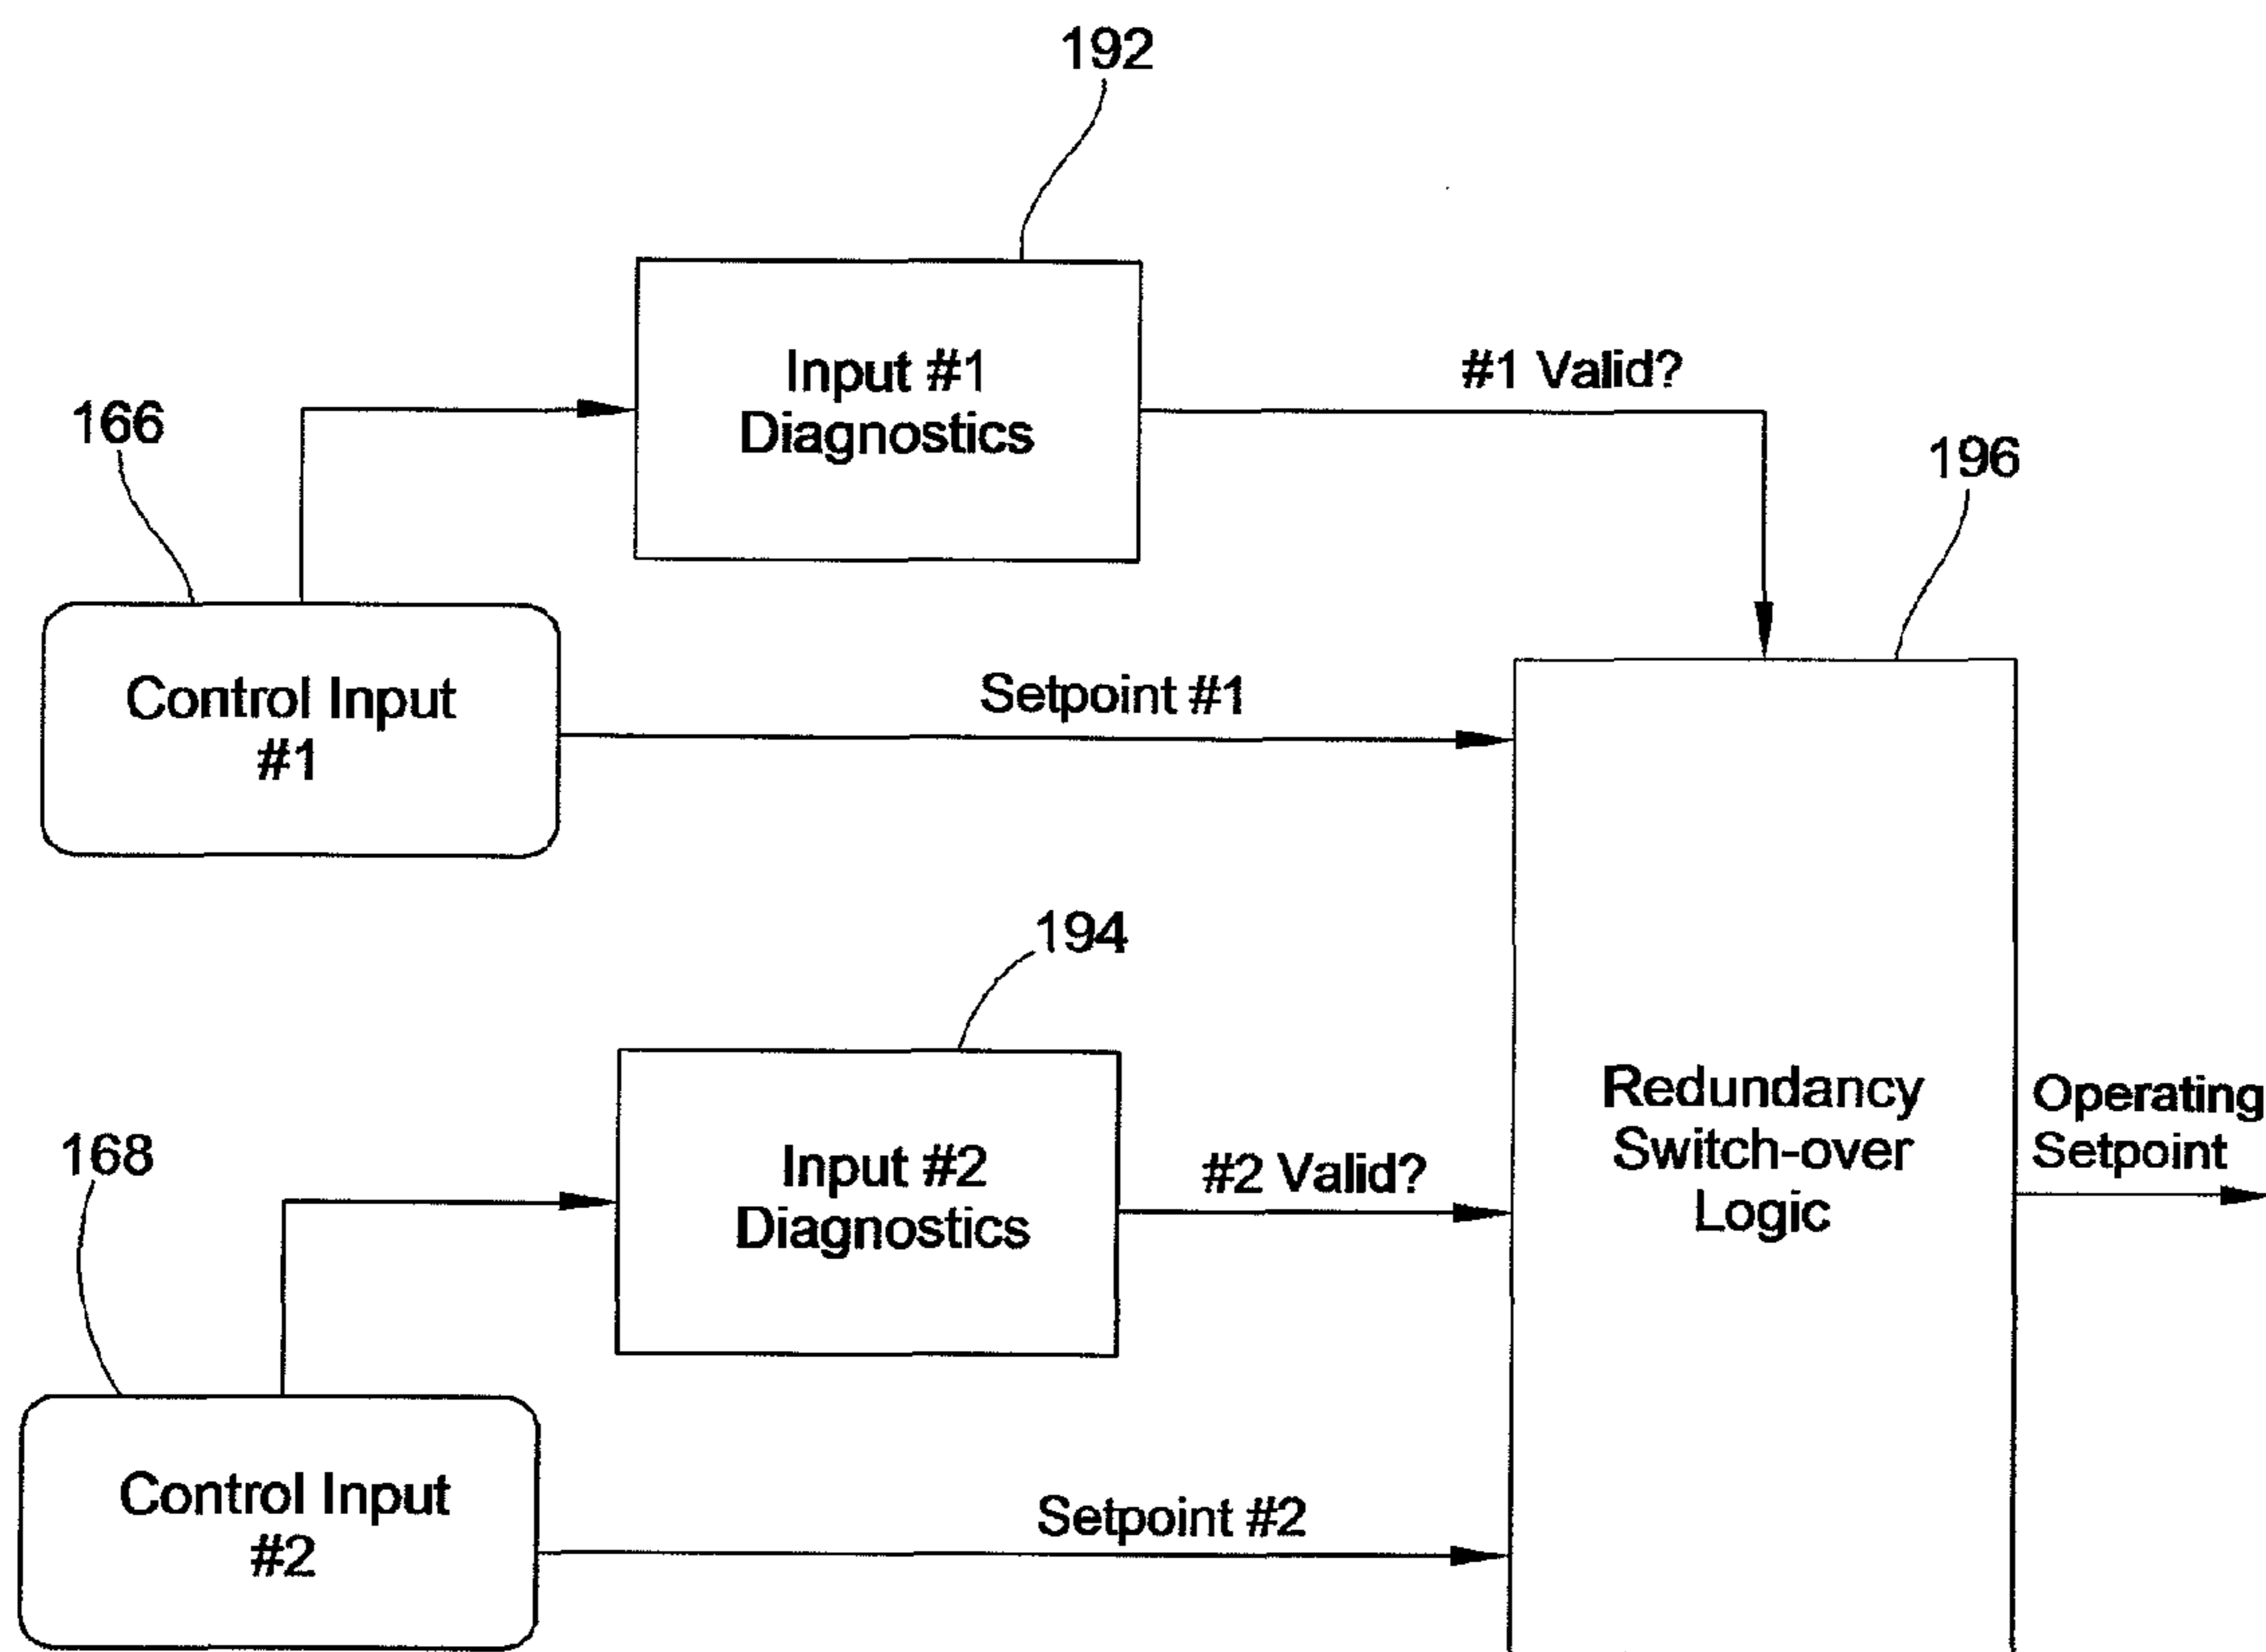 192
Input #1
Diagnostics
#1 Valid?
166
196
Control Input
#1
Setpoint #1
194
Input #2
Diagnostics
#2 Valid?
168
Redundancy
Switch-over
Logic
Operating
Setpoint
Control Input
#2
Setpoint #2